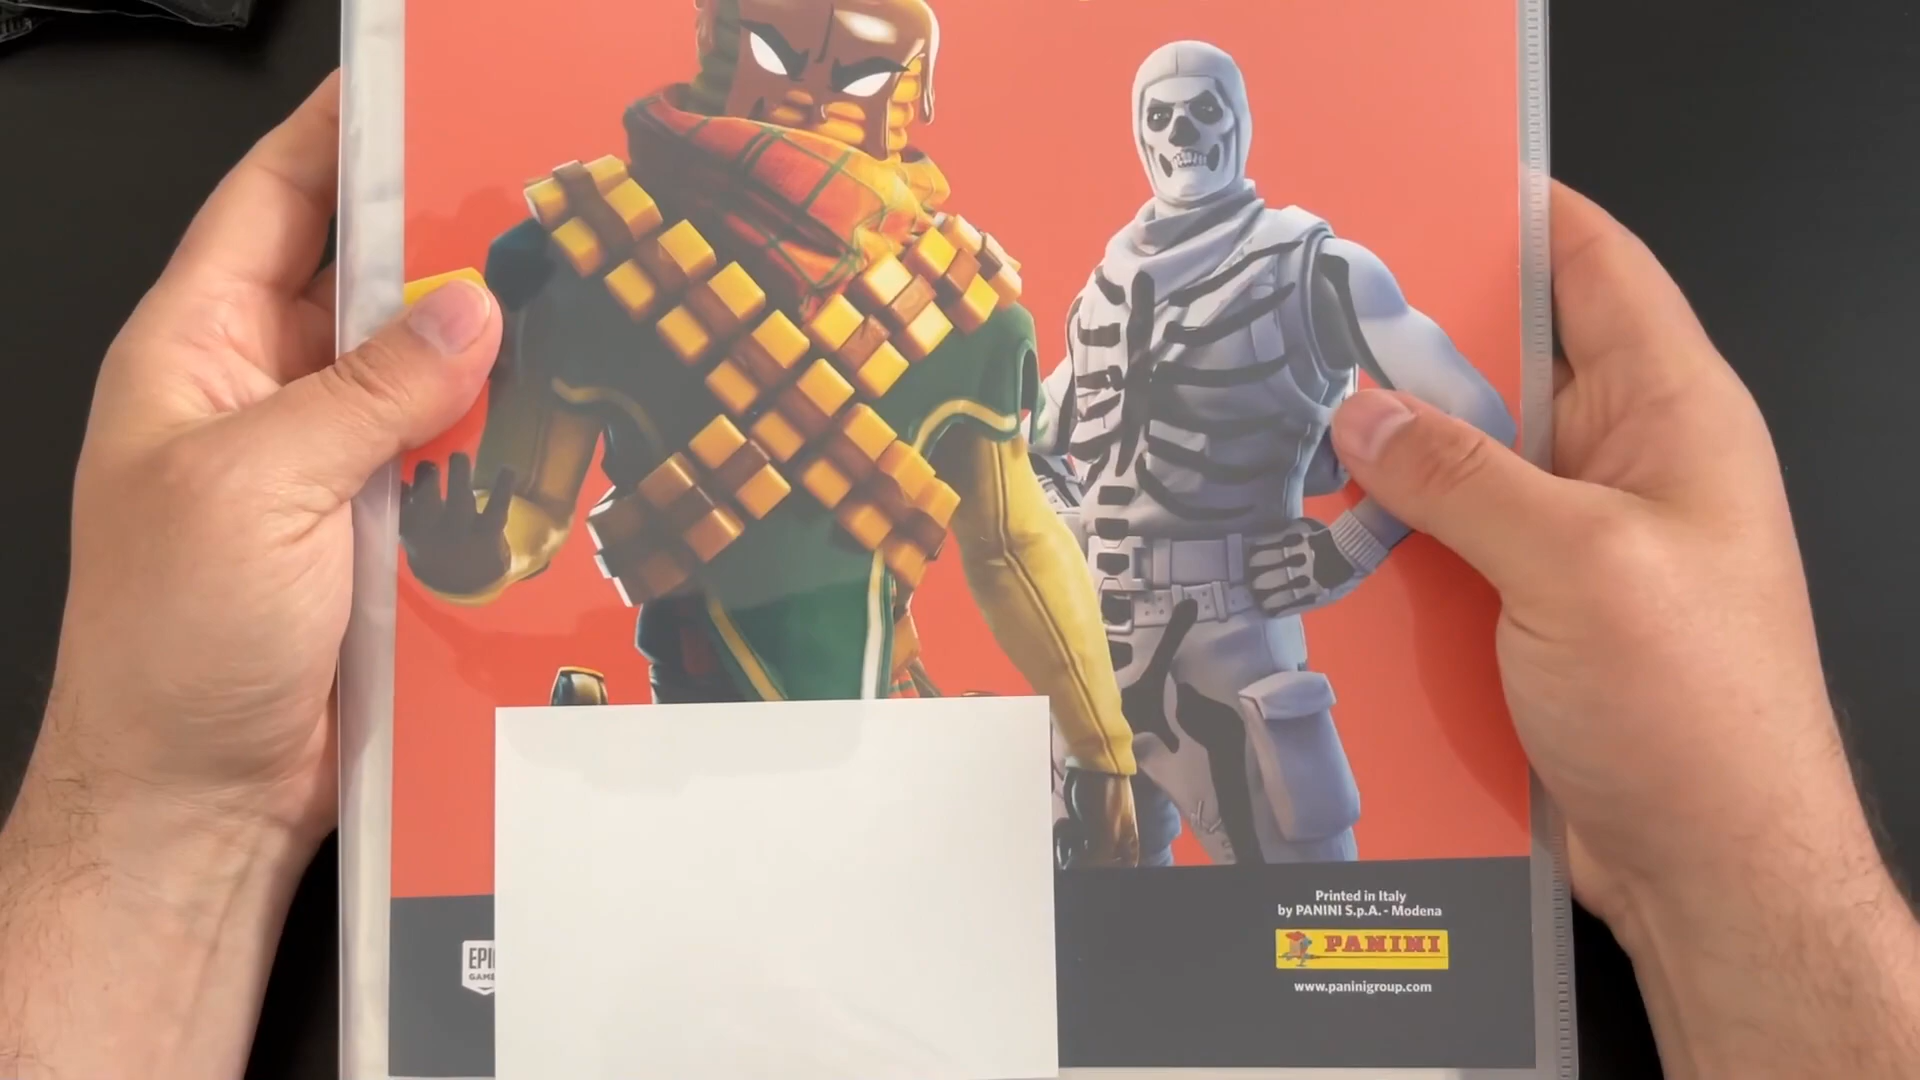 Printed in Italy
by PANINI S.p.A. - Modena
PANINI
www.paninigroup.com